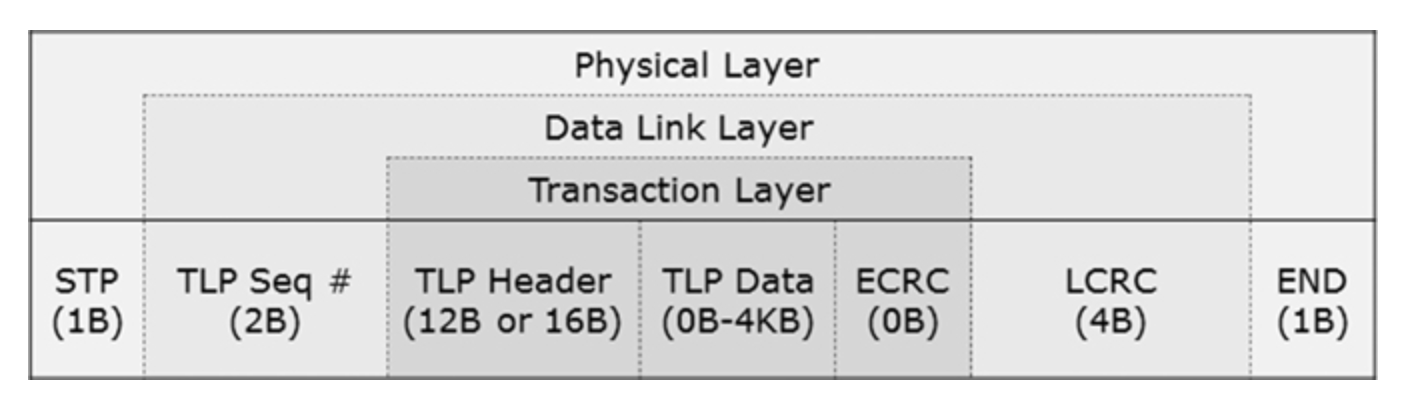 Physical Layer
Data Link Layer
Transaction Layer
STP
(1B)
TLP Seq #
(2B)
TLP Header
(12B or 16B)
TLP Data
(0B-4KB)
ECRC
(0B)
LCRC
(4B)
END
(1B)